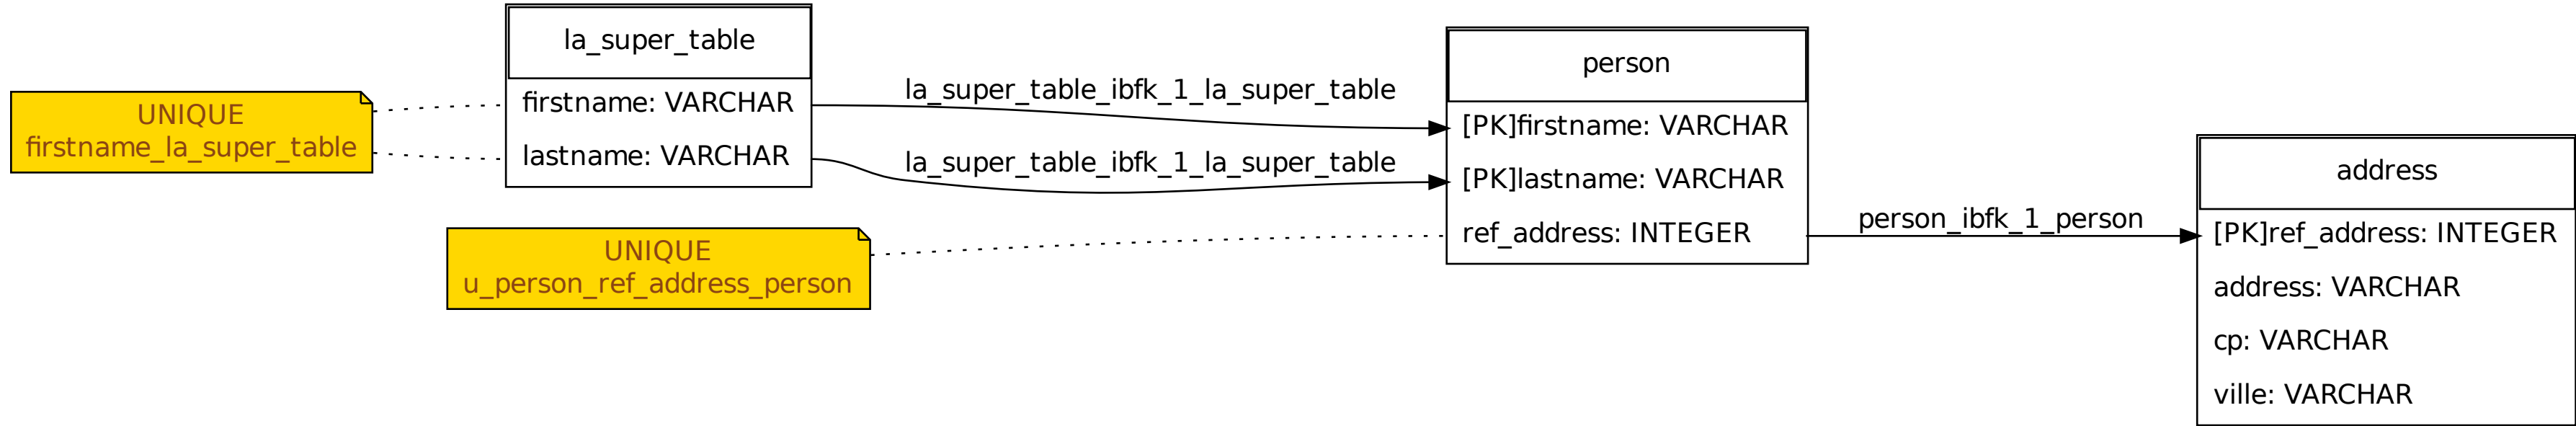 la_super_table
firstname: VARCHAR
lastname: VARCHAR
UNIQUE
firstname_la_super_table
la_super_table_ibfk_1_la_super_table
la_super_table_ibfk_1_la_super_table
UNIQUE
u_person_ref_address_person
person
[PK]firstname: VARCHAR
[PK]lastname: VARCHAR
ref_address: INTEGER
person_ibfk_1_person
address
[PK]ref_address: INTEGER
address: VARCHAR
cp: VARCHAR
ville: VARCHAR